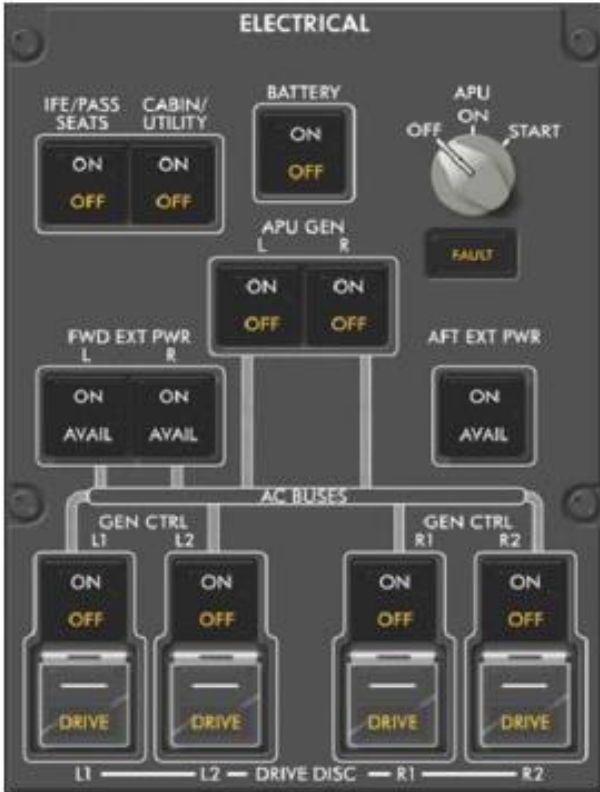 ELECTRICAL
IFE/PASS SEATS
CABIN/ UTILITY
BATTERY
APU
OFF ON START
ON ON ON
OFF OFF OFF
FAULT
APU GEN
L R
ON ON
OFF OFF
FWD EXT PWR
L R
AFT EXT PWR
ON ON ON
AVAIL AVAIL AVAIL
AC BUSES
GEN CTRL GEN CTRL
L1 L2 R1 R2
ON ON ON ON
OFF OFF OFF OFF
DRIVE DRIVE DRIVE DRIVE
L1 L2 DRIVE DISC R1 R2